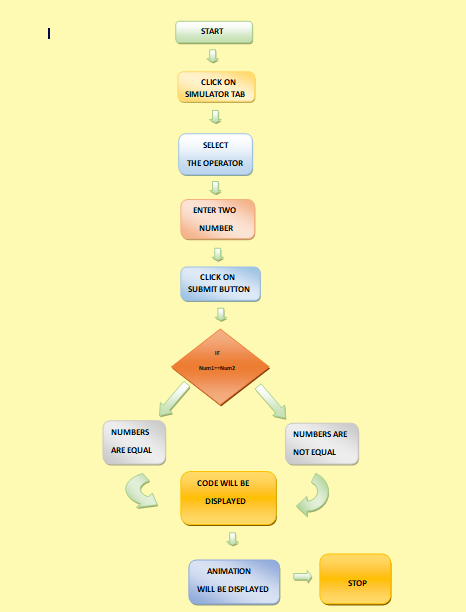 START
CLICK ON
SIMULATOR TAB
SELECT
THE OPERATOR
ENTER TWO
NUMBER
CLICK ON
SUBMIT BUTTON
IF
Num1==Num2
NUMBERS
ARE EQUAL
NUMBERS ARE
NOT EQUAL
CODE WILL BE
DISPLAYED
ANIMATION
WILL BE DISPLAYED
STOP